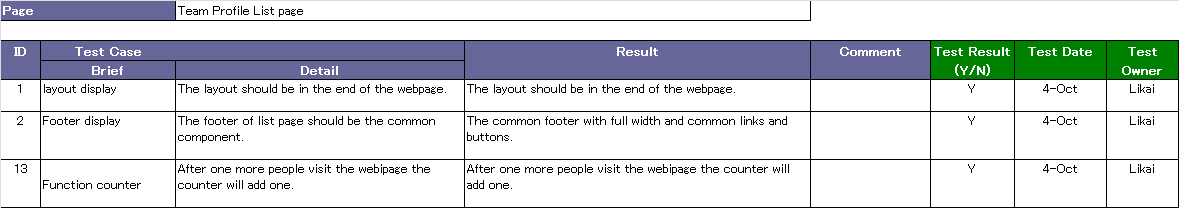 Page Team Profile List page
ID Test Case Result Comment Test Result (Y/N) Test Date Test Owner
Brief Detail
1 layout display The layout should be in the end of the webpage. The layout should be in the end of the webpage. Y 4-Oct Likai
2 Footer display The footer of list page should be the common component. The common footer with full width and common links and buttons. Y 4-Oct Likai
13 Function counter After one more people visit the webipage the counter will add one. After one more people visit the webipage the counter will add one. Y 4-Oct Likai